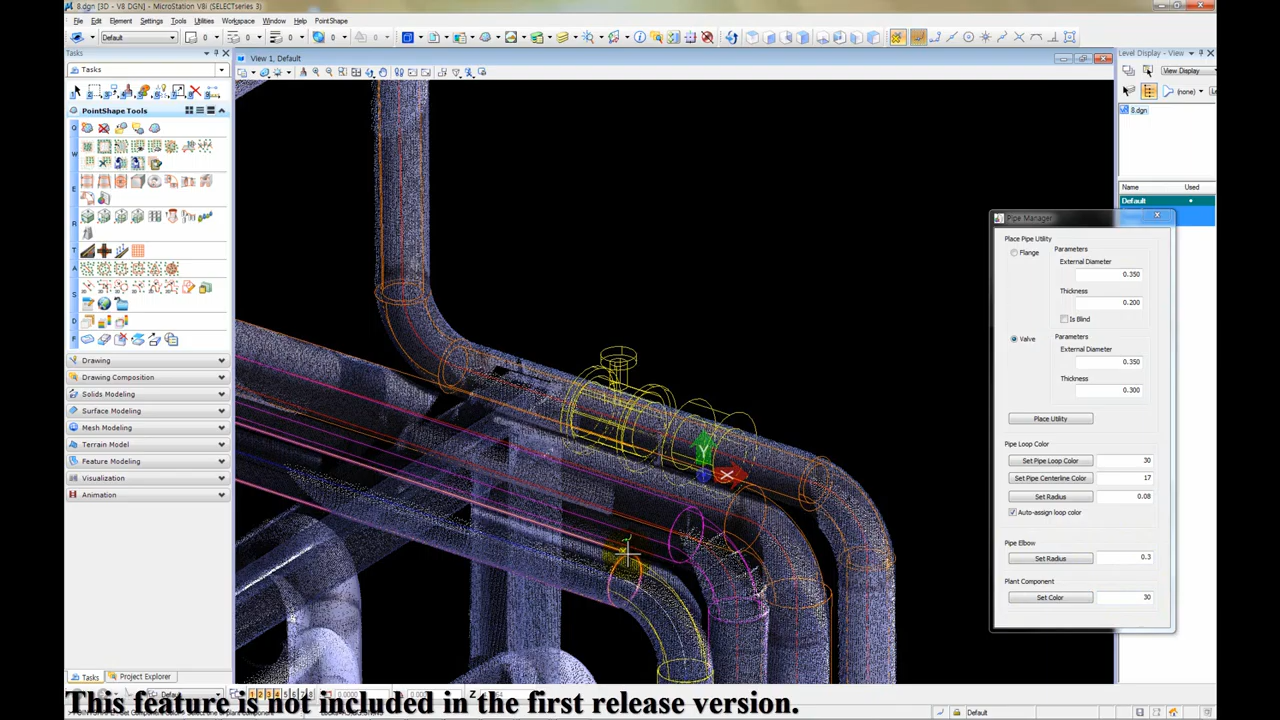 8.dgn [3D - V8 DGN] - MicroStation V8i (SELECTseries 3)
File Edit Element Settings Tools Utilities Workspace Window Help PointShape
Default 0 0 0 0
Tasks
View 1, Default
Level Display - View
Tasks
View Display
PointShape Tools
(none)
8.dgn
Q
W
E
R
T
A
S
D
F
Name Used
Default
Drawing
Drawing Composition
Solids Modeling
Surface Modeling
Mesh Modeling
Terrain Model
Feature Modeling
Visualization
Animation
Y
X
Pipe Manager
Place Pipe Utility
Flange
Parameters
External Diameter
0.350
Thickness
0.200
Is Blind
Valve
Parameters
External Diameter
0.350
Thickness
0.300
Place Utility
Pipe Loop Color
Set Pipe Loop Color 30
Set Pipe Centerline Color 17
Set Radius 0.08
Auto-assign loop color
Pipe Elbow
Set Radius 0.3
Plant Component
Set Color 30
Tasks Project Explorer
This feature is not included in the first release version.
Default